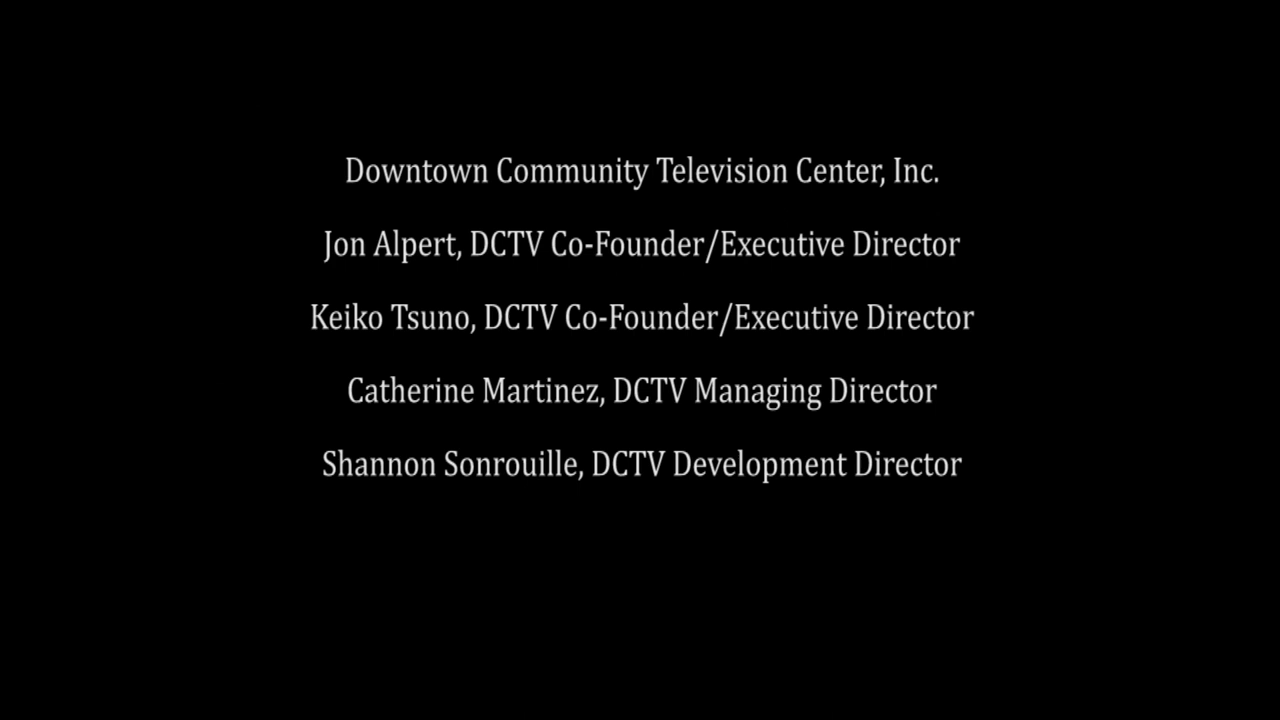 Downtown Community Television Center, Inc.
Jon Alpert, DCTV Co-Founder/Executive Director
Keiko Tsuno, DCTV Co-Founder/Executive Director
Catherine Martinez, DCTV Managing Director
Shannon Sonrouille, DCTV Development Director